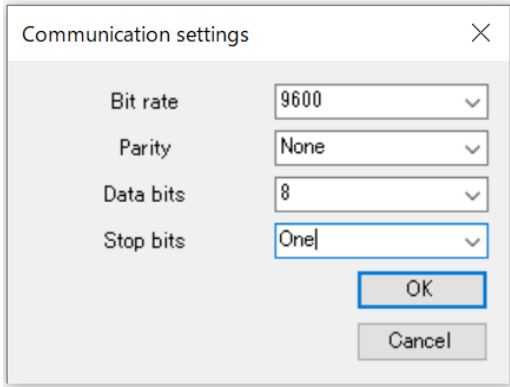 Communication settings
Bit rate 9600
Parity None
Data bits 8
Stop bits One
OK
Cancel